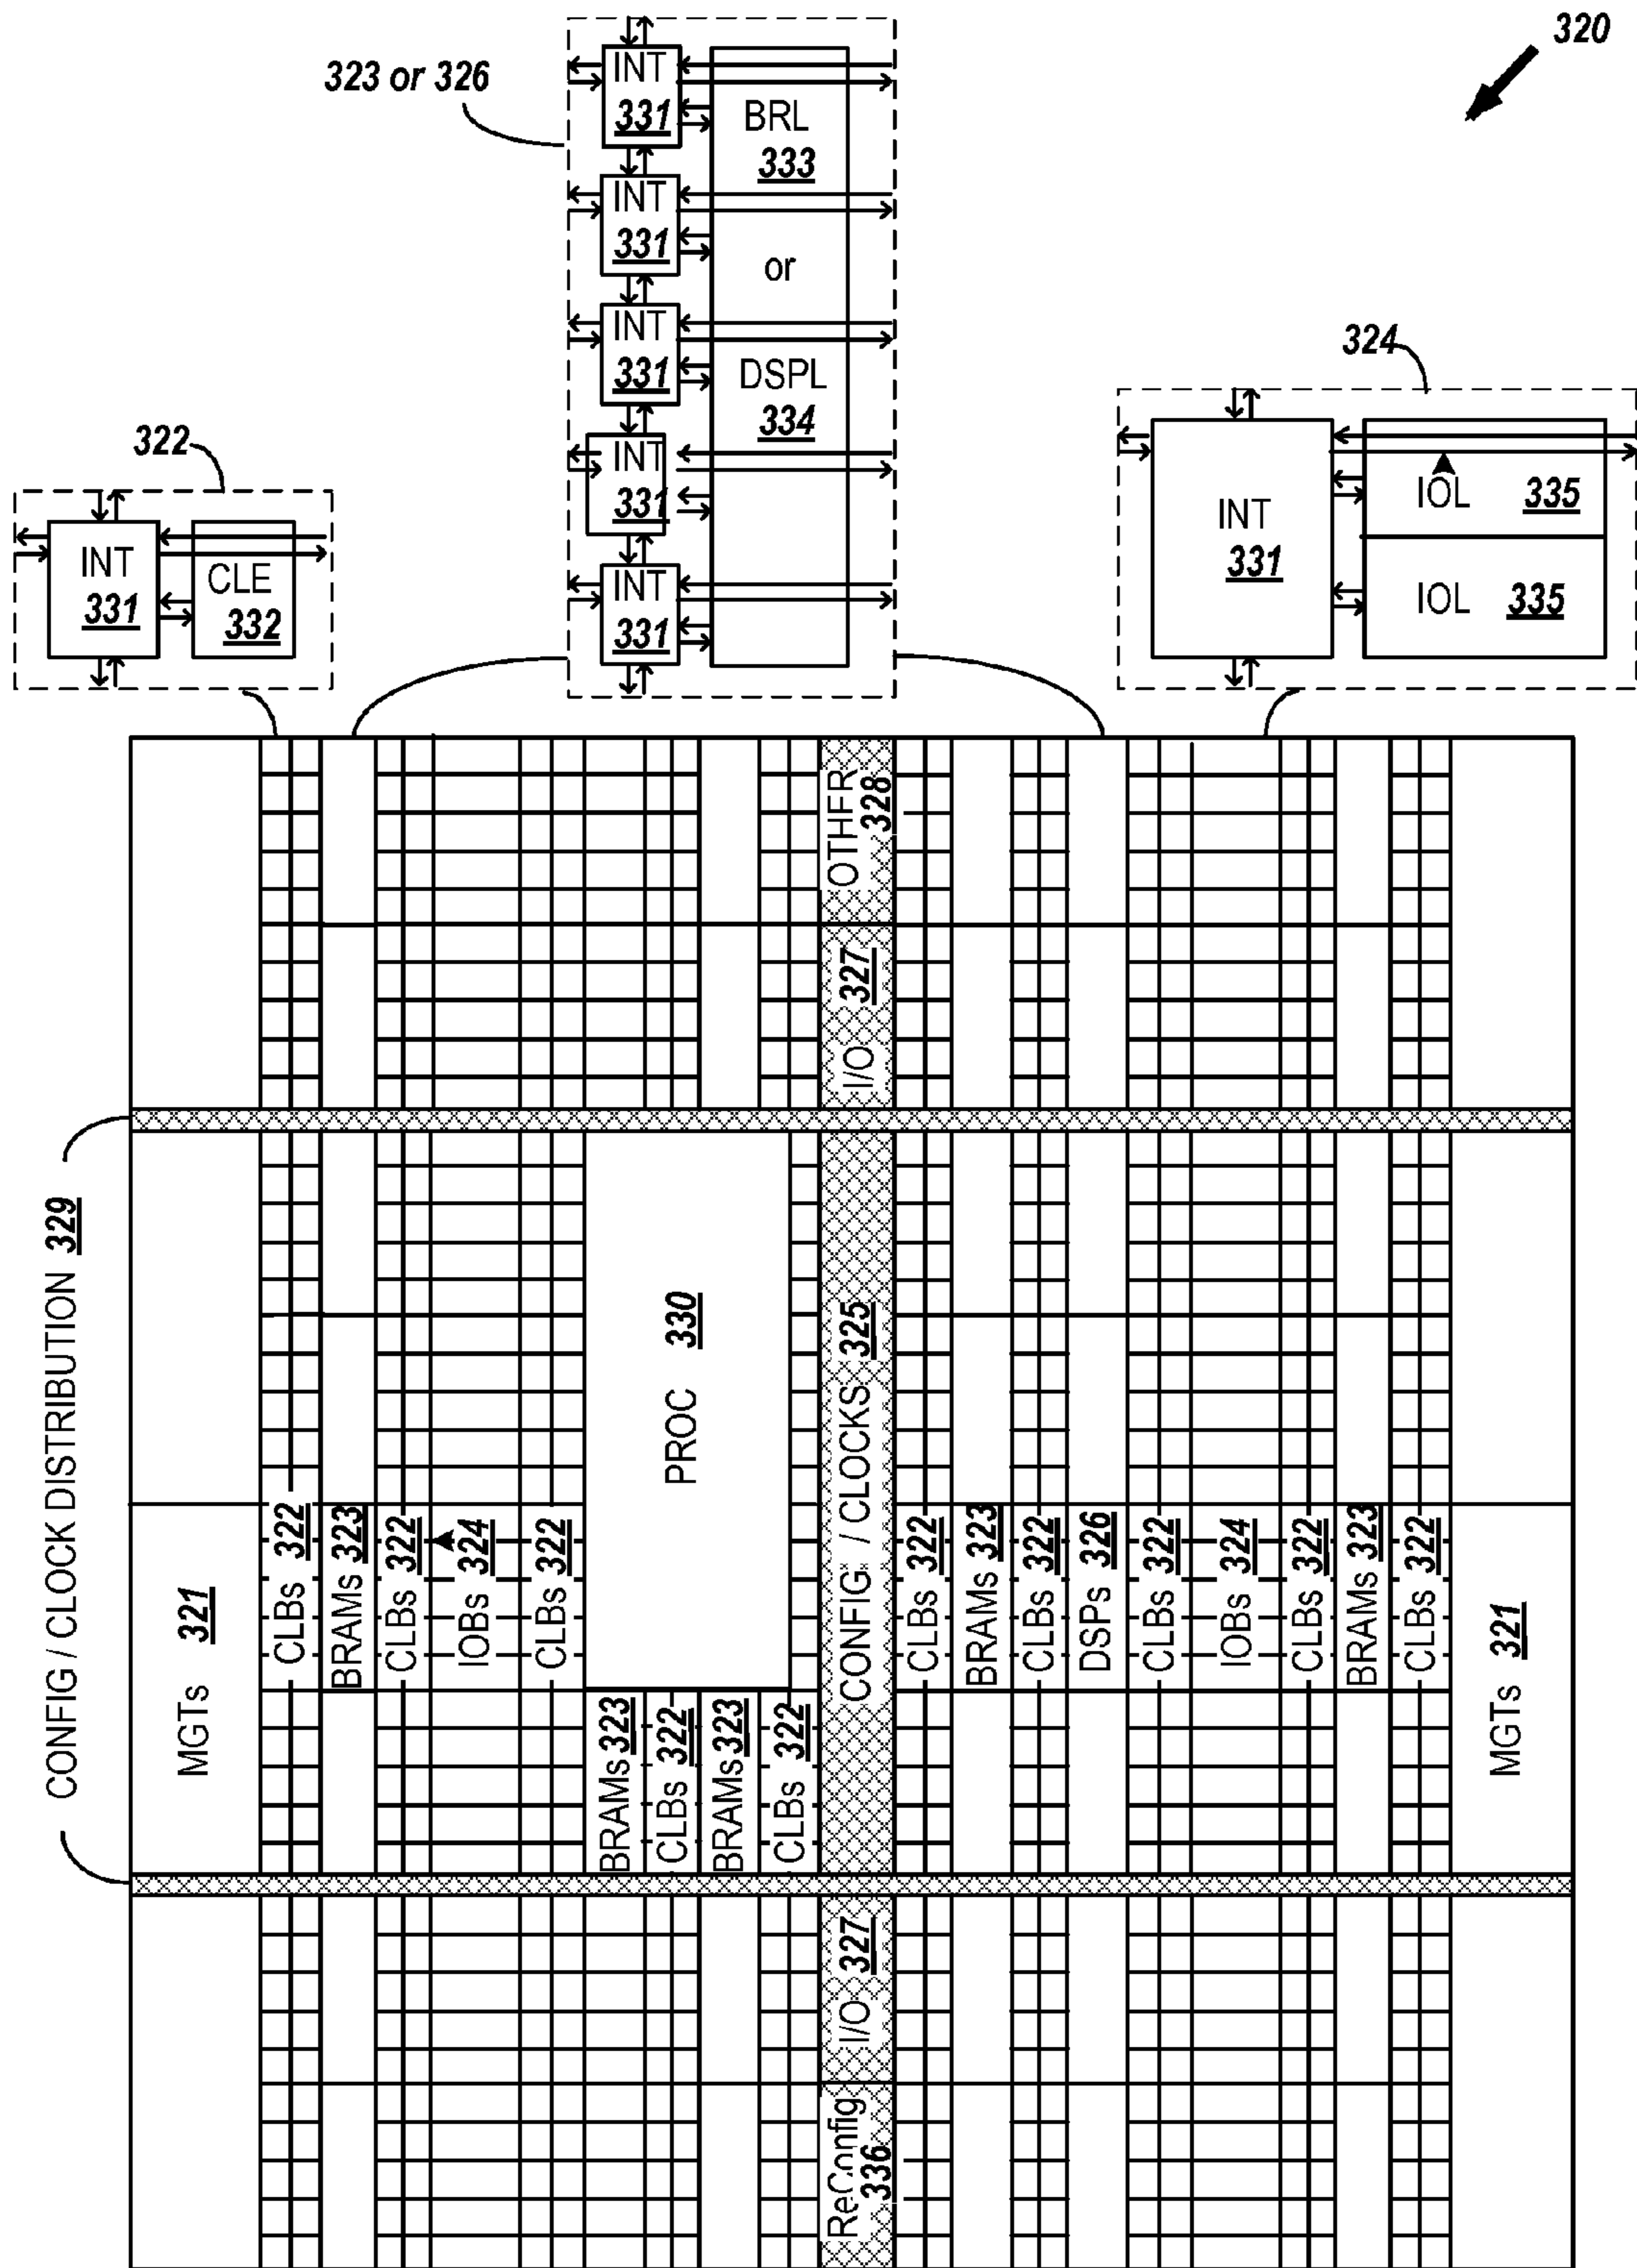 320
323 or 326
INT
331
INT
331
INT
331
INT
331
INT
331
BRL
333
or
DSPL
334
322
INT
331
CLE
332
324
INT
331
IOL 335
IOL 335
CONFIG / CLOCK DISTRIBUTION 329
MGTs 321
CLBs 322
BRAMs 323
CLBs 322
IOBs 324
CLBs 322
PROC 330
BRAMs 323
CLBs 322
BRAMs 323
CLBs 322
OTHER 328
I/O 327
CONFIG / CLOCKS 325
I/O 327
ReConfig 336
CLBs 322
BRAMs 323
CLBs 322
DSPs 326
CLBs 322
IOBs 324
CLBs 322
BRAMs 323
CLBs 322
MGTs 321